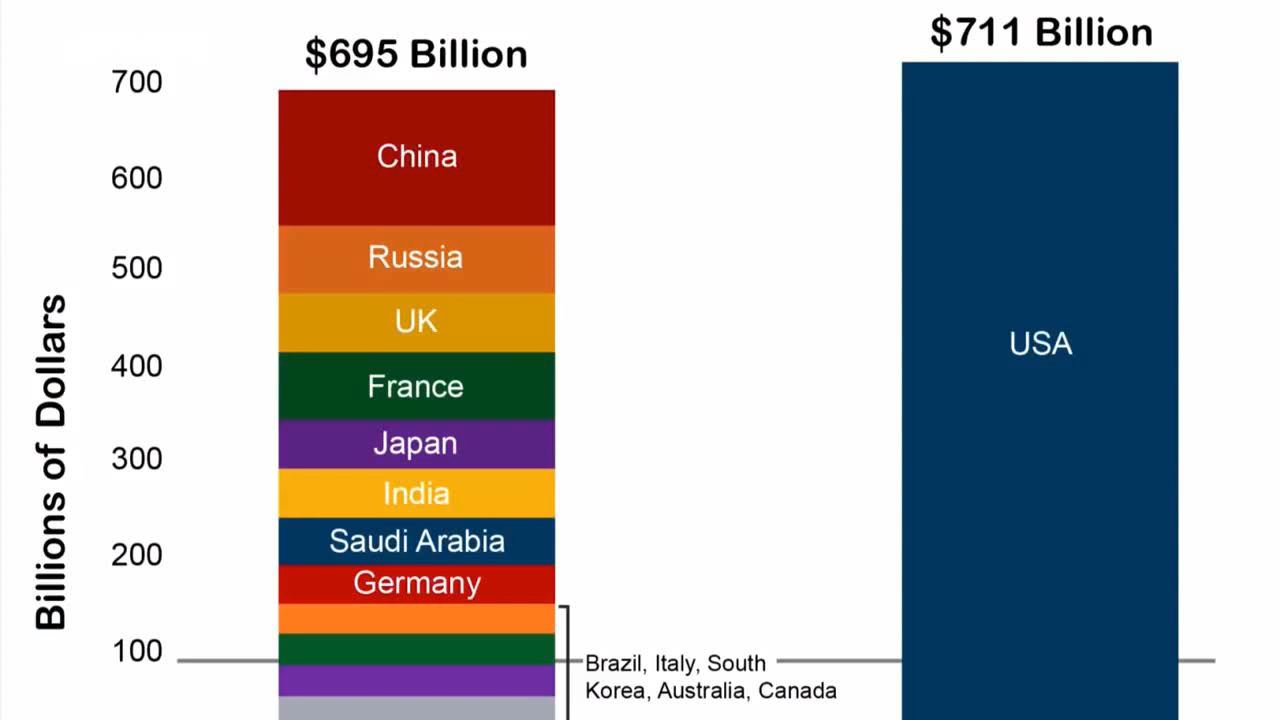 $695 Billion
$711 Billion
700
600
500
400
300
200
100
Billions of Dollars
China
Russia
UK
France
Japan
India
Saudi Arabia
Germany
Brazil, Italy, South
Korea, Australia, Canada
USA